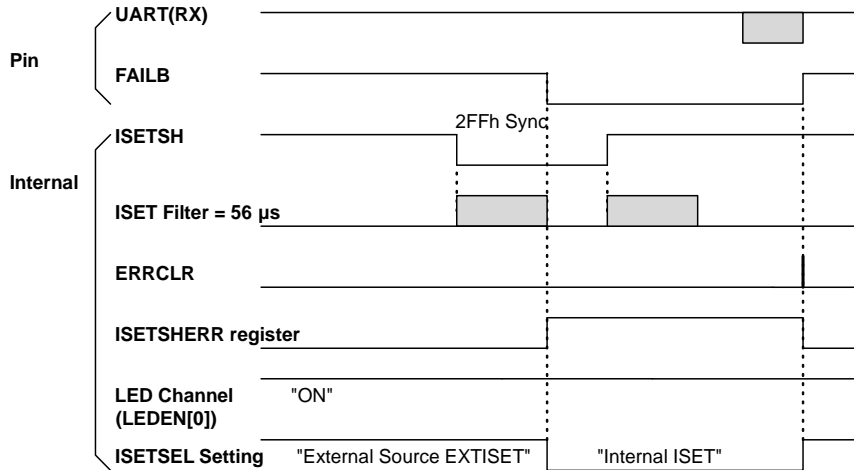 UART(RX)
Pin
FAILB
2FFh Sync
ISETSH
Internal
ISET Filter = 56 µs
ERRCLR
ISETSHERR register
LED Channel "ON"
(LEDEN[0])
ISETSEL Setting "External Source EXTISET" "Internal ISET"